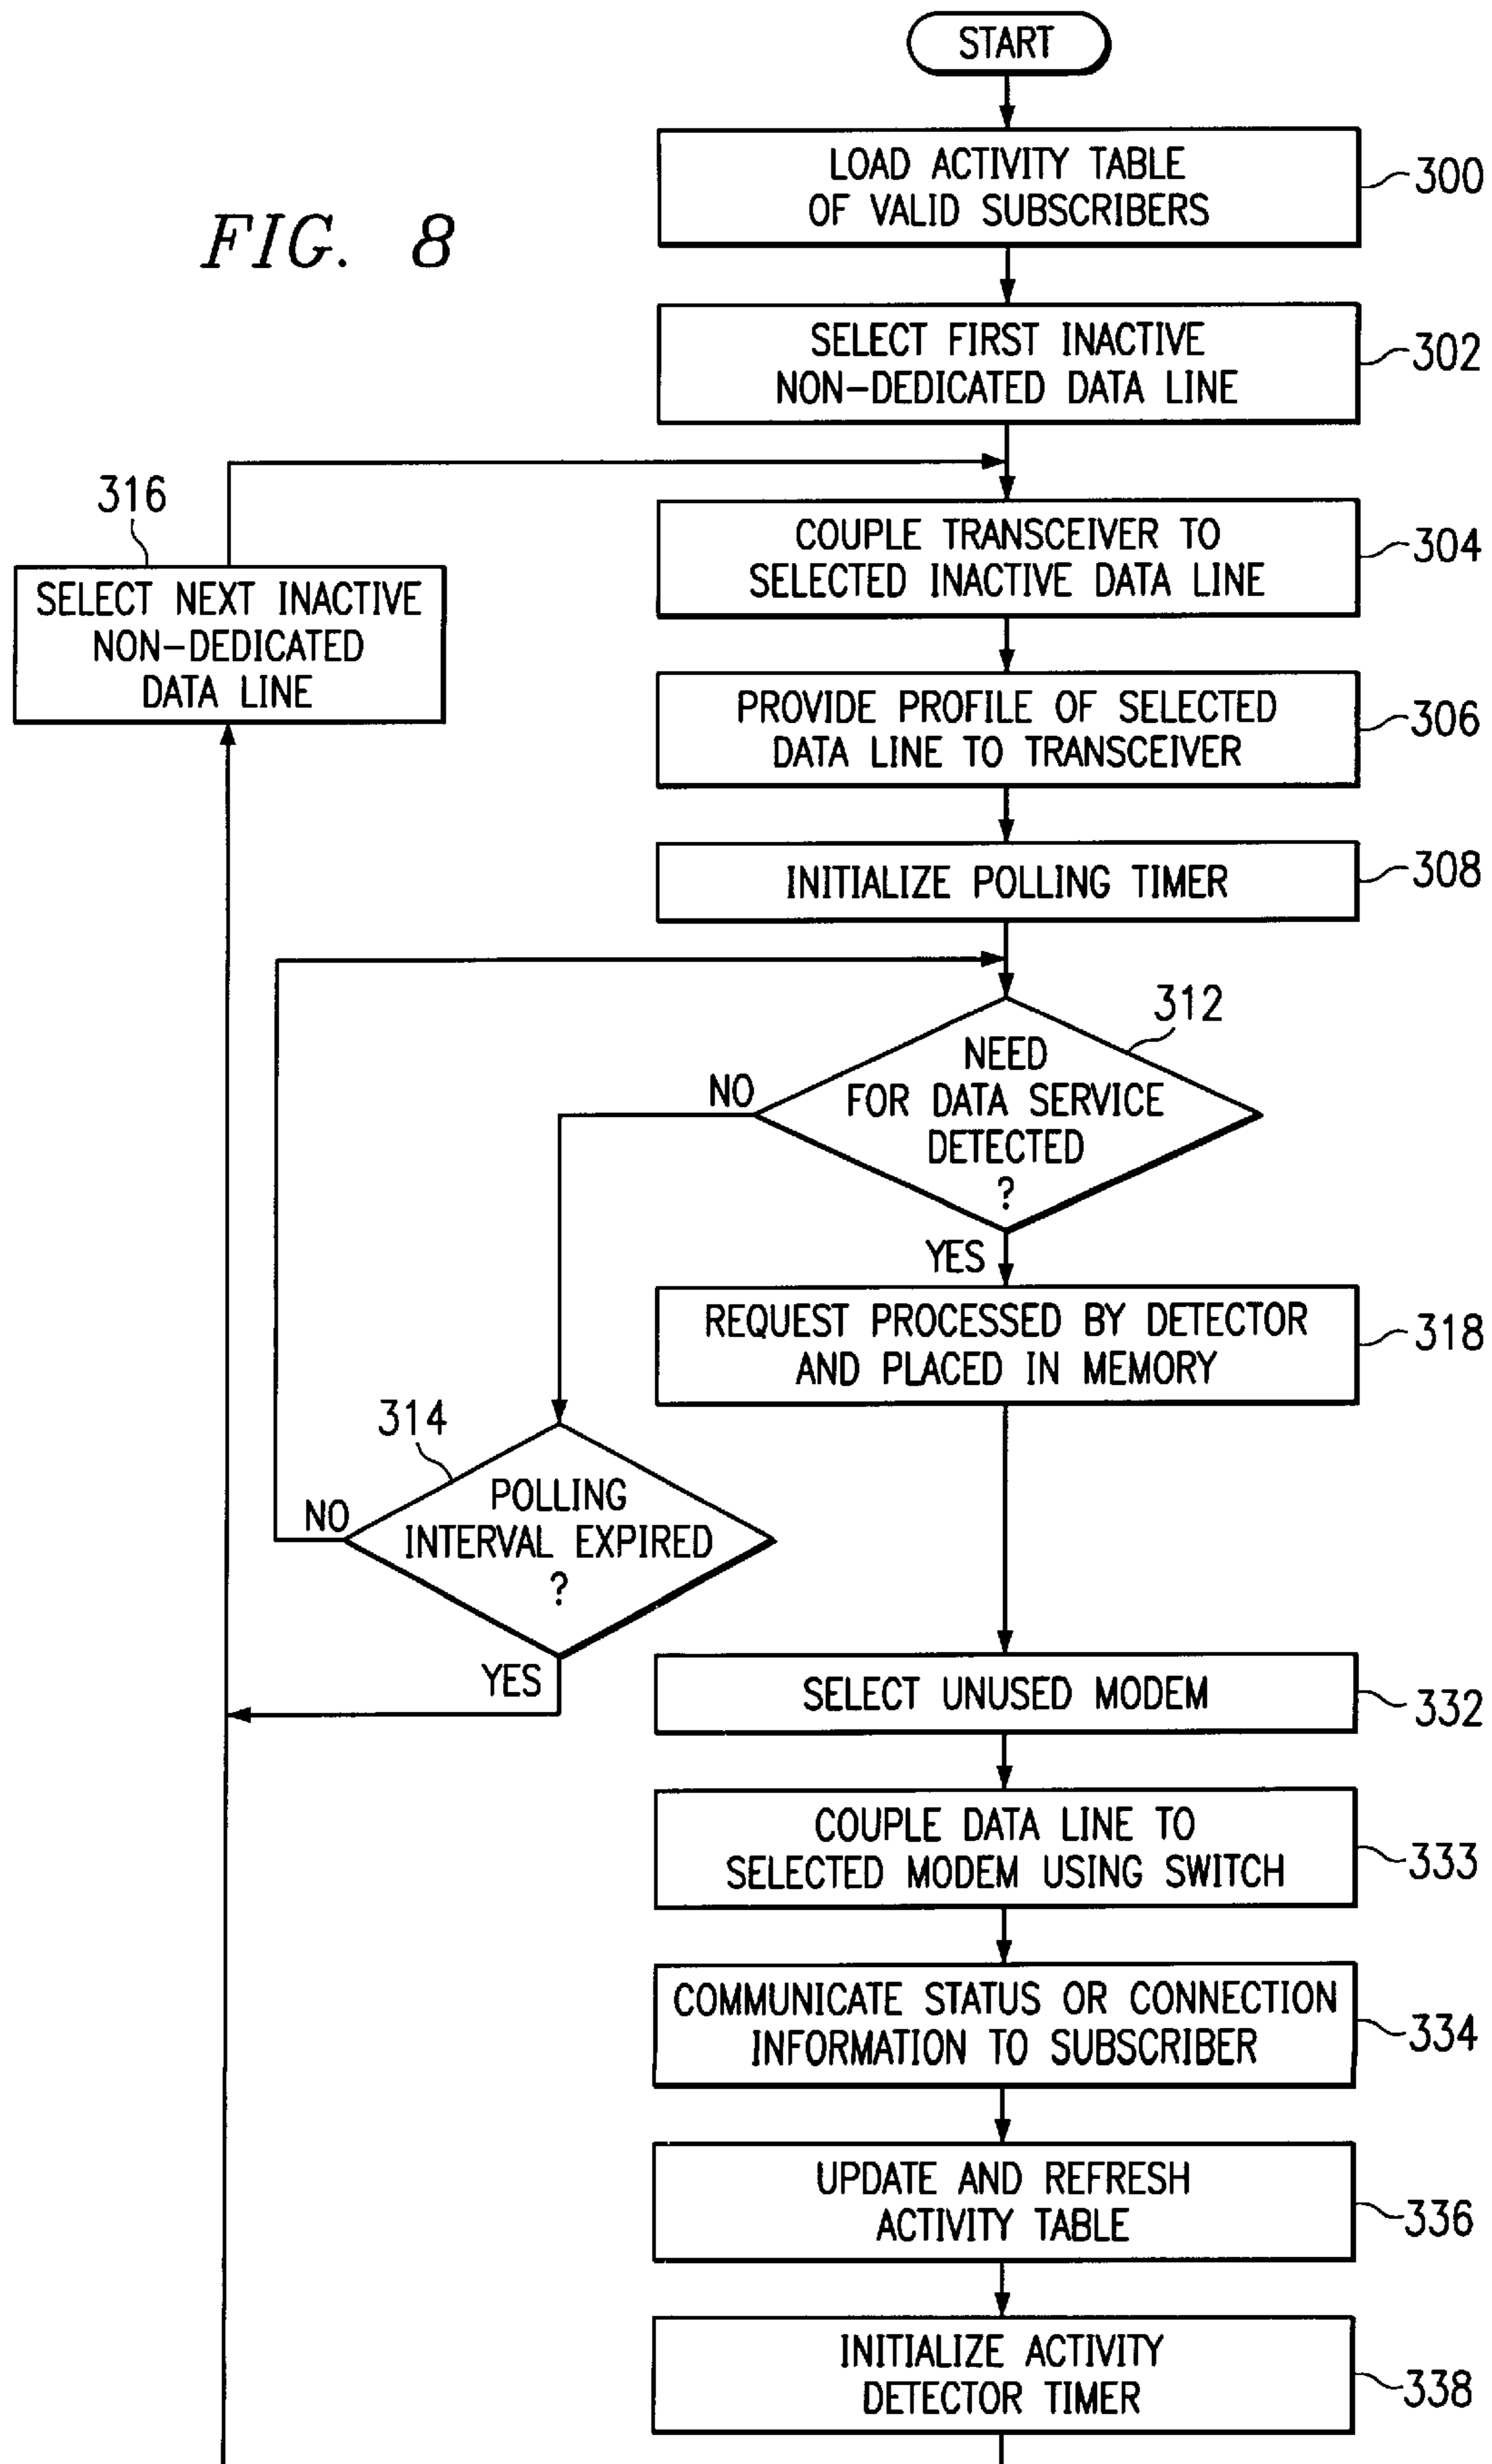 START
LOAD ACTIVITY TABLE
OF VALID SUBSCRIBERS
300
FIG. 8
SELECT FIRST INACTIVE
NON-DEDICATED DATA LINE
302
316
SELECT NEXT INACTIVE
NON-DEDICATED
DATA LINE
COUPLE TRANSCEIVER TO
SELECTED INACTIVE DATA LINE
304
PROVIDE PROFILE OF SELECTED
DATA LINE TO TRANSCEIVER
306
INITIALIZE POLLING TIMER
308
312
NEED
FOR DATA SERVICE
DETECTED
?
NO
YES
REQUEST PROCESSED BY DETECTOR
AND PLACED IN MEMORY
318
314
POLLING
INTERVAL EXPIRED
?
NO
YES
SELECT UNUSED MODEM
332
COUPLE DATA LINE TO
SELECTED MODEM USING SWITCH
333
COMMUNICATE STATUS OR CONNECTION
INFORMATION TO SUBSCRIBER
334
UPDATE AND REFRESH
ACTIVITY TABLE
336
INITIALIZE ACTIVITY
DETECTOR TIMER
338